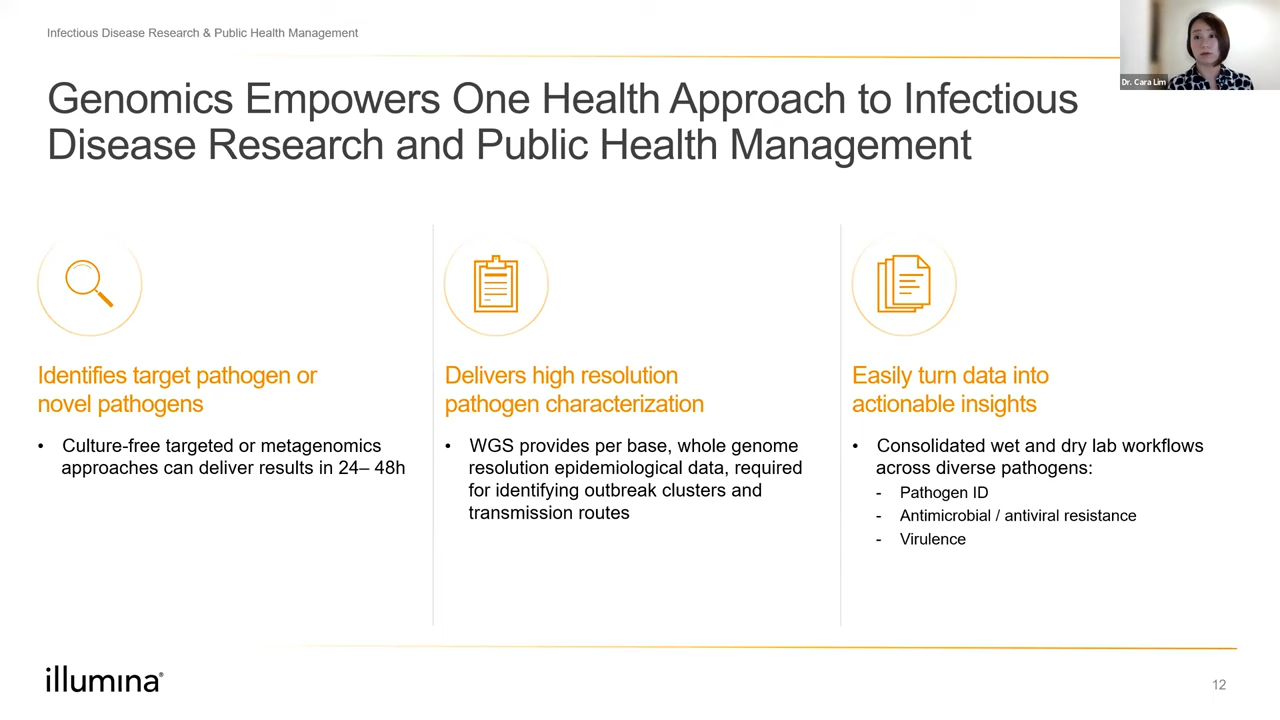 Infectious Disease Research & Public Health Management
Dr. Cara Lim
Genomics Empowers One Health Approach to Infectious
Disease Research and Public Health Management
Identifies target pathogen or
novel pathogens
• Culture-free targeted or metagenomics
approaches can deliver results in 24– 48h
Delivers high resolution
pathogen characterization
• WGS provides per base, whole genome
resolution epidemiological data, required
for identifying outbreak clusters and
transmission routes
Easily turn data into
actionable insights
• Consolidated wet and dry lab workflows
across diverse pathogens:
- Pathogen ID
- Antimicrobial / antiviral resistance
- Virulence
illumina®
12